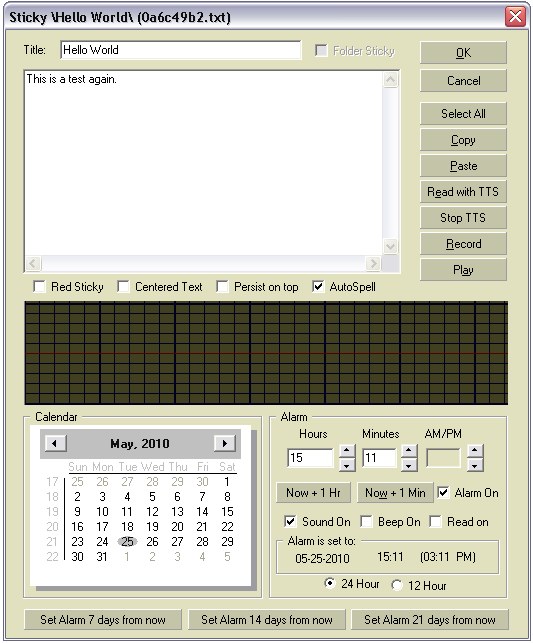 Sticky \Hello World\ (0a6c49b2.txt)
Title: Hello World Folder Sticky OK
This is a test again. Cancel
Select All
Copy
Paste
Read with TTS
Stop TTS
Record
Play
Red Sticky Centered Text Persist on top AutoSpell
Calendar
May, 2010
Sun Mon Tue Wed Thu Fri Sat
17 25 26 27 28 29 30 1
18 2 3 4 5 6 7 8
19 9 10 11 12 13 14 15
20 16 17 18 19 20 21 22
21 23 24 25 26 27 28 29
22 30 31 1 2 3 4 5
Alarm
Hours Minutes AM/PM
15 11
Now + 1 Hr Now + 1 Min Alarm On
Sound On Beep On Read on
Alarm is set to:
05-25-2010 15:11 (03:11 PM)
24 Hour 12 Hour
Set Alarm 7 days from now Set Alarm 14 days from now Set Alarm 21 days from now